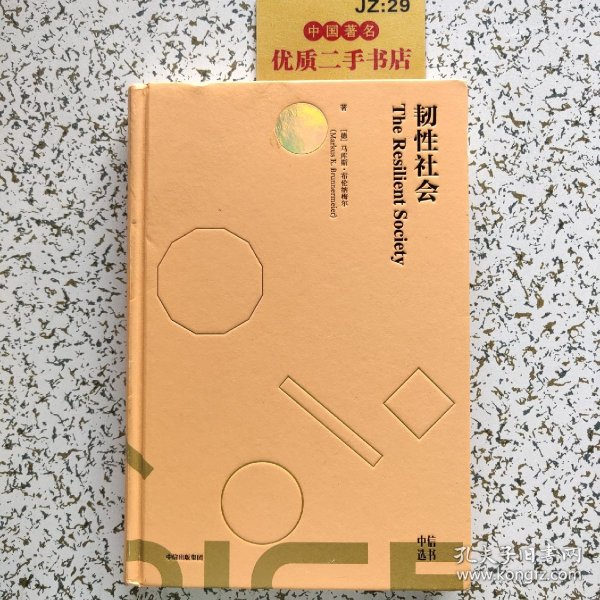 JZ:29
中国著名
优质二手书店
韧性社会
The Resilient Society
[德] 马库斯·布伦纳梅尔
(Markus K. Brunnermeier)
著
中信出版集团
中信
选书
孔夫子旧书网
www.kongfz.com